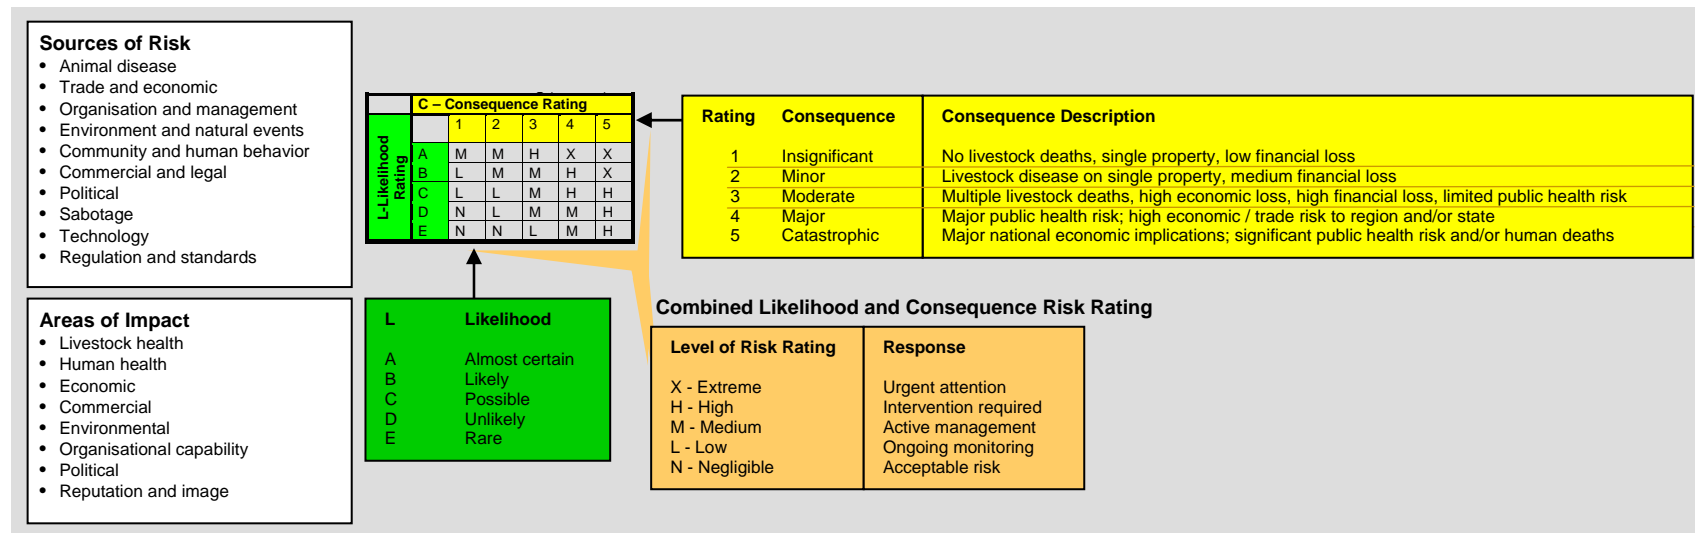 Sources of Risk
• Animal disease
• Trade and economic
• Organisation and management
• Environment and natural events
• Community and human behavior
• Commercial and legal
• Political
• Sabotage
• Technology
• Regulation and standards
Areas of Impact
• Livestock health
• Human health
• Economic
• Commercial
• Environmental
• Organisational capability
• Political
• Reputation and image
C – Consequence Rating
L-Likelihood
Rating
1 2 3 4 5
A M M H X X
B L M M H X
C L L M H H
D N L M M H
E N N L M H
L Likelihood
A Almost certain
B Likely
C Possible
D Unlikely
E Rare
Rating Consequence Consequence Description
1 Insignificant No livestock deaths, single property, low financial loss
2 Minor Livestock disease on single property, medium financial loss
3 Moderate Multiple livestock deaths, high economic loss, high financial loss, limited public health risk
4 Major Major public health risk; high economic / trade risk to region and/or state
5 Catastrophic Major national economic implications; significant public health risk and/or human deaths
Combined Likelihood and Consequence Risk Rating
Level of Risk Rating Response
X - Extreme Urgent attention
H - High Intervention required
M - Medium Active management
L - Low Ongoing monitoring
N - Negligible Acceptable risk